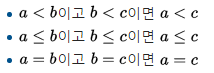 • a < b이고 b < c이면 a < c
• a ≤ b이고 b ≤ c이면 a ≤ c
• a = b이고 b = c이면 a = c